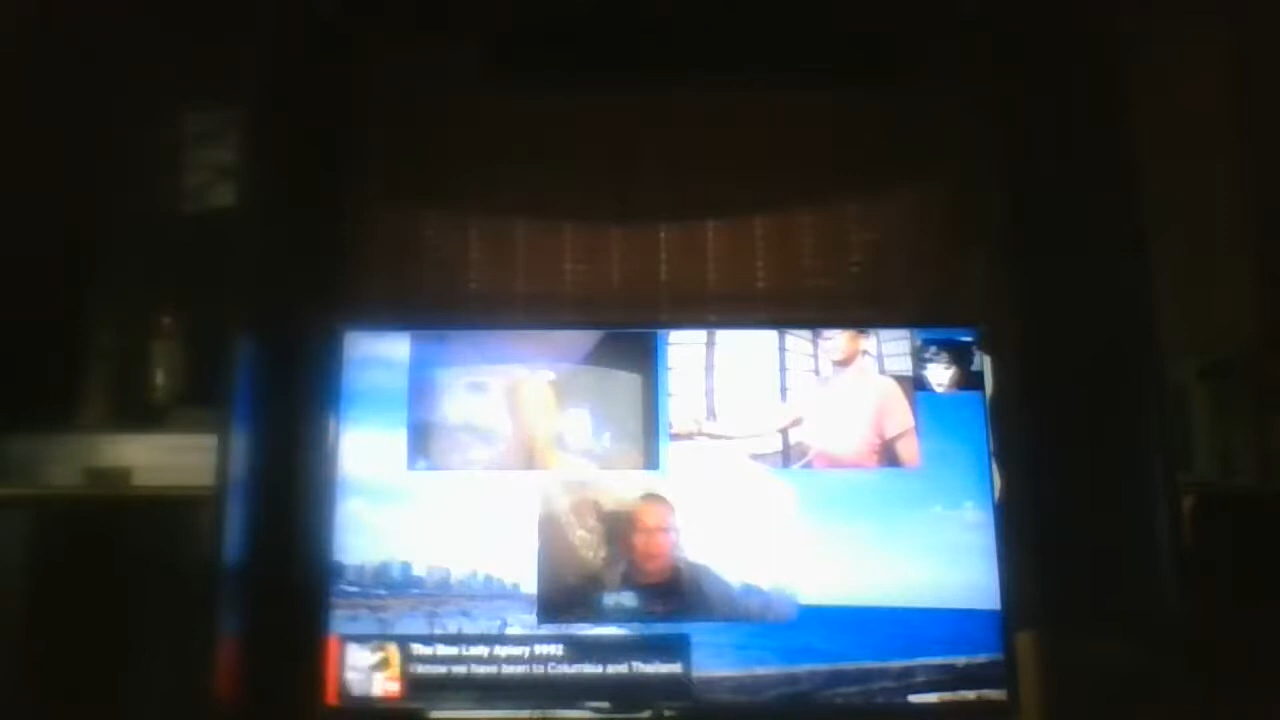 The Bee Lady Apiary 9992
I know we have been to Columbia and Thailand